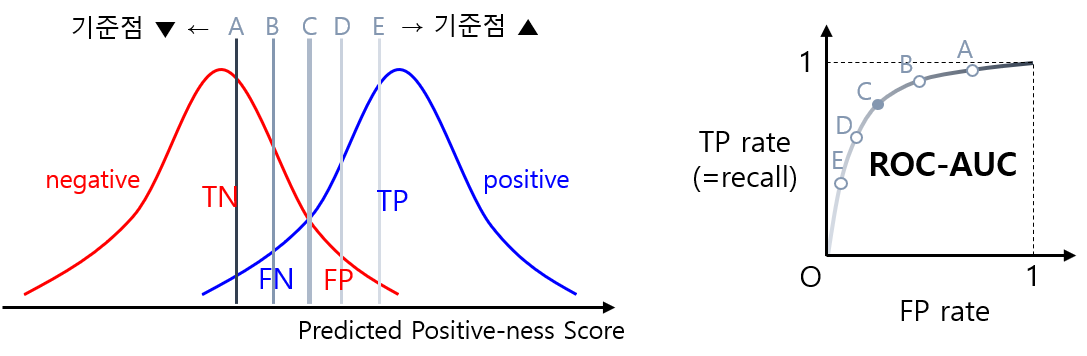 기준점 ▼ ← A B C D E → 기준점 ▲
negative
TN
TP
positive
FN
FP
Predicted Positive-ness Score
1
A
B
C
D
E
TP rate
(=recall)
ROC-AUC
O
1
FP rate